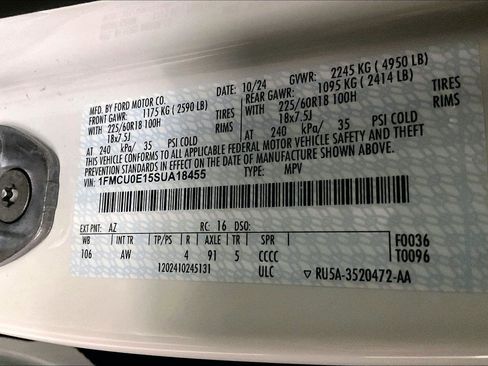 MFD. BY FORD MOTOR CO.
10/24 GVWR: 2245 KG ( 4950 LB)
FRONT GAWR: 1175 KG ( 2590 LB) REAR GAWR: 1095 KG ( 2414 LB)
WITH 225/60R18 100H TIRES WITH 225/60R18 100H TIRES
18x7.5J RIMS 18x7.5J RIMS
AT 240 kPa/ 35 PSI COLD AT 240 kPa/ 35 PSI COLD
THIS VEHICLE CONFORMS TO ALL APPLICABLE FEDERAL MOTOR VEHICLE SAFETY AND THEFT
PREVENTION STANDARDS IN EFFECT ON THE DATE OF MANUFACTURE SHOWN ABOVE.
1FMCU0E15SUA18455 TYPE: MPV
EXT PNT: AZ RC: 16 DSO: F0036
WB INT TR TP/PS R AXLE TR SPR T0096
106 AW 4 91 5 CCCC
1202410245131 ULC RU5A-3520472-AA